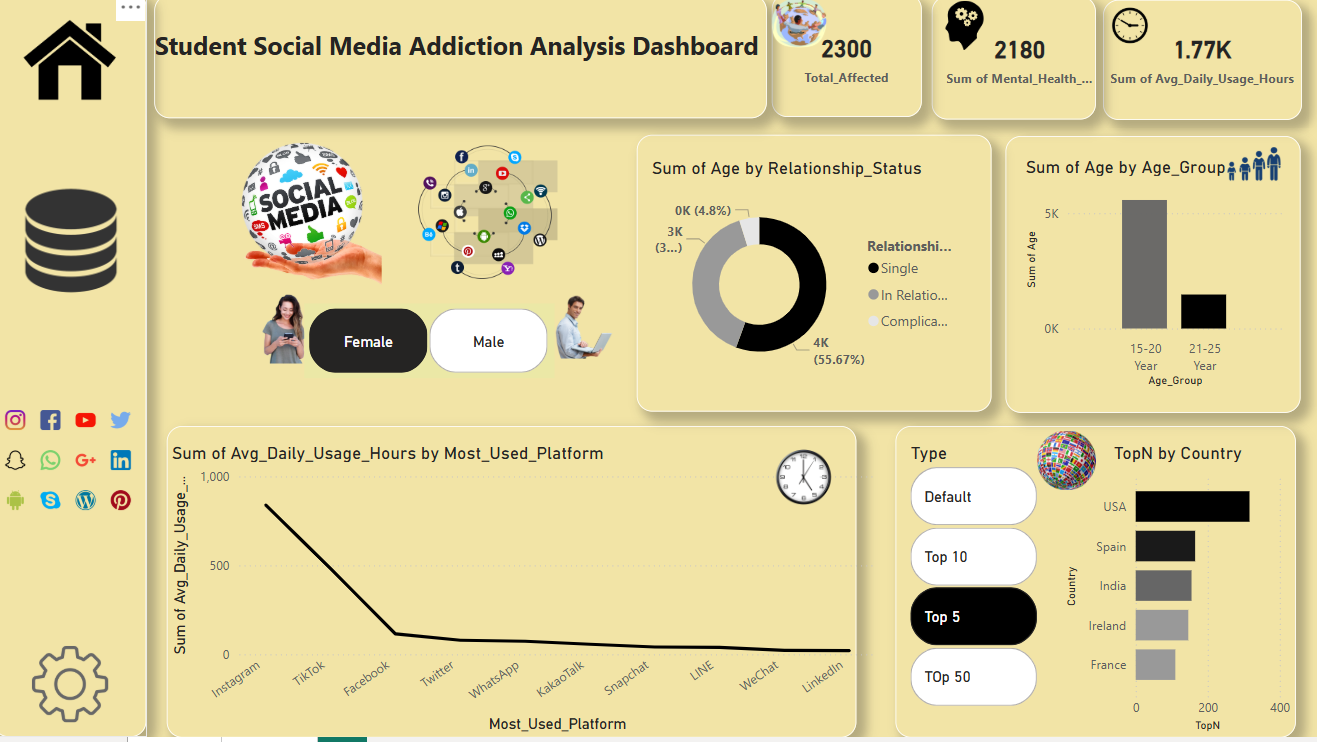 Student Social Media Addiction Analysis Dashboard
2300
Total_Affected
2180
Sum of Mental_Health_...
1.77K
Sum of Avg_Daily_Usage_Hours
SOCIAL
MEDIA
SMS
Female
Male
Sum of Age by Relationship_Status
0K (4.8%)
3K
(3...)
4K
(55.67%)
Relationshi...
Single
In Relatio...
Complica...
Sum of Age by Age_Group
5K
0K
Sum of Age
15-20
Year
21-25
Year
Age_Group
Sum of Avg_Daily_Usage_Hours by Most_Used_Platform
Sum of Avg_Daily_Usage_...
1,000
500
0
Instagram
TikTok
Facebook
Twitter
WhatsApp
KakaoTalk
Snapchat
LINE
WeChat
LinkedIn
Most_Used_Platform
Type
Default
Top 10
Top 5
TOp 50
TopN by Country
Country
USA
Spain
India
Ireland
France
0
200
400
TopN